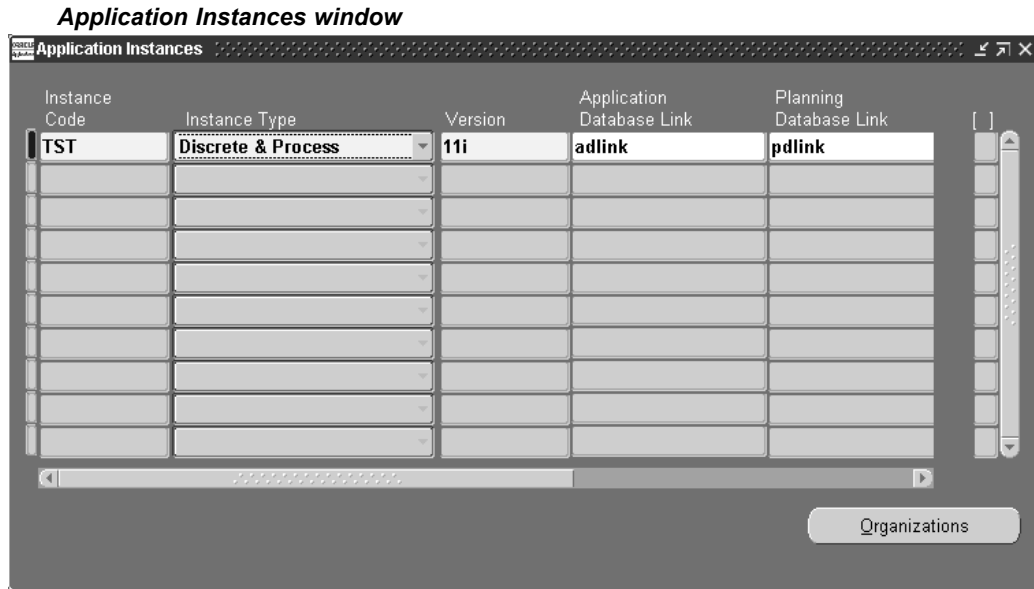 Application Instances window
ORACLE
Application Instances
Instance Code
Instance Type
Version
Application Database Link
Planning Database Link
[ ]
TST
Discrete & Process
11i
adlink
pdlink
Organizations